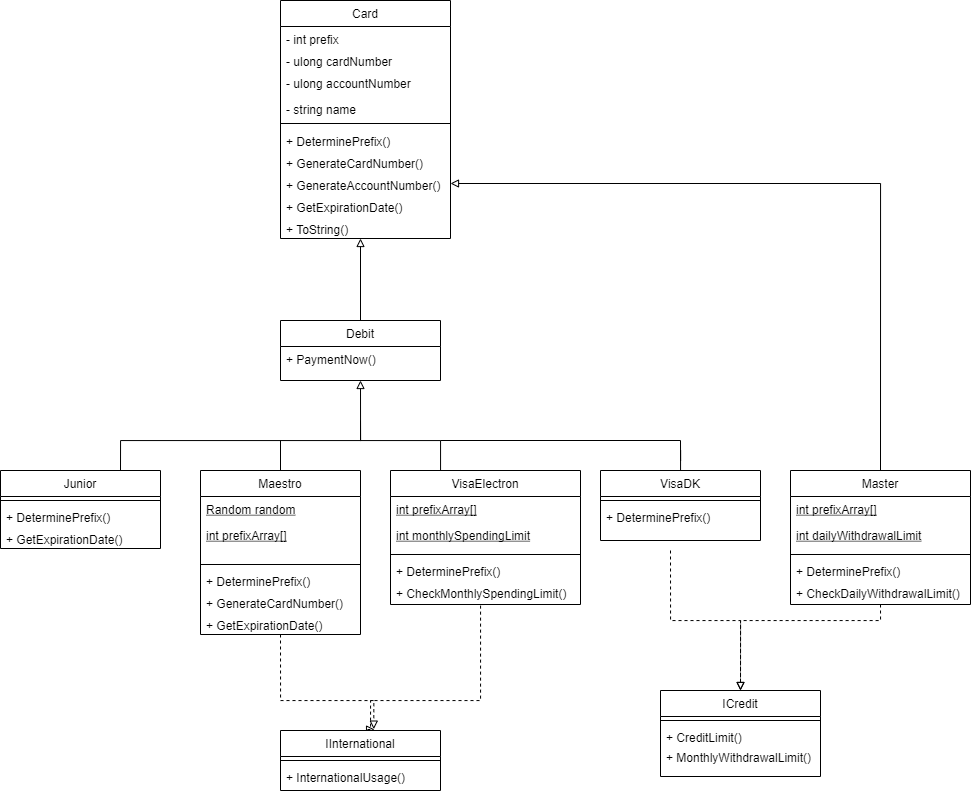 Card
- int prefix
- ulong cardNumber
- ulong accountNumber
- string name
+ DeterminePrefix()
+ GenerateCardNumber()
+ GenerateAccountNumber()
+ GetExpirationDate()
+ ToString()
Debit
+ PaymentNow()
Junior
+ DeterminePrefix()
+ GetExpirationDate()
Maestro
Random random
int prefixArray[]
+ DeterminePrefix()
+ GenerateCardNumber()
+ GetExpirationDate()
VisaElectron
int prefixArray[]
int monthlySpendingLimit
+ DeterminePrefix()
+ CheckMonthlySpendingLimit()
VisaDK
+ DeterminePrefix()
Master
int prefixArray[]
int dailyWithdrawalLimit
+ DeterminePrefix()
+ CheckDailyWithdrawalLimit()
IInternational
+ InternationalUsage()
ICredit
+ CreditLimit()
+ MonthlyWithdrawalLimit()